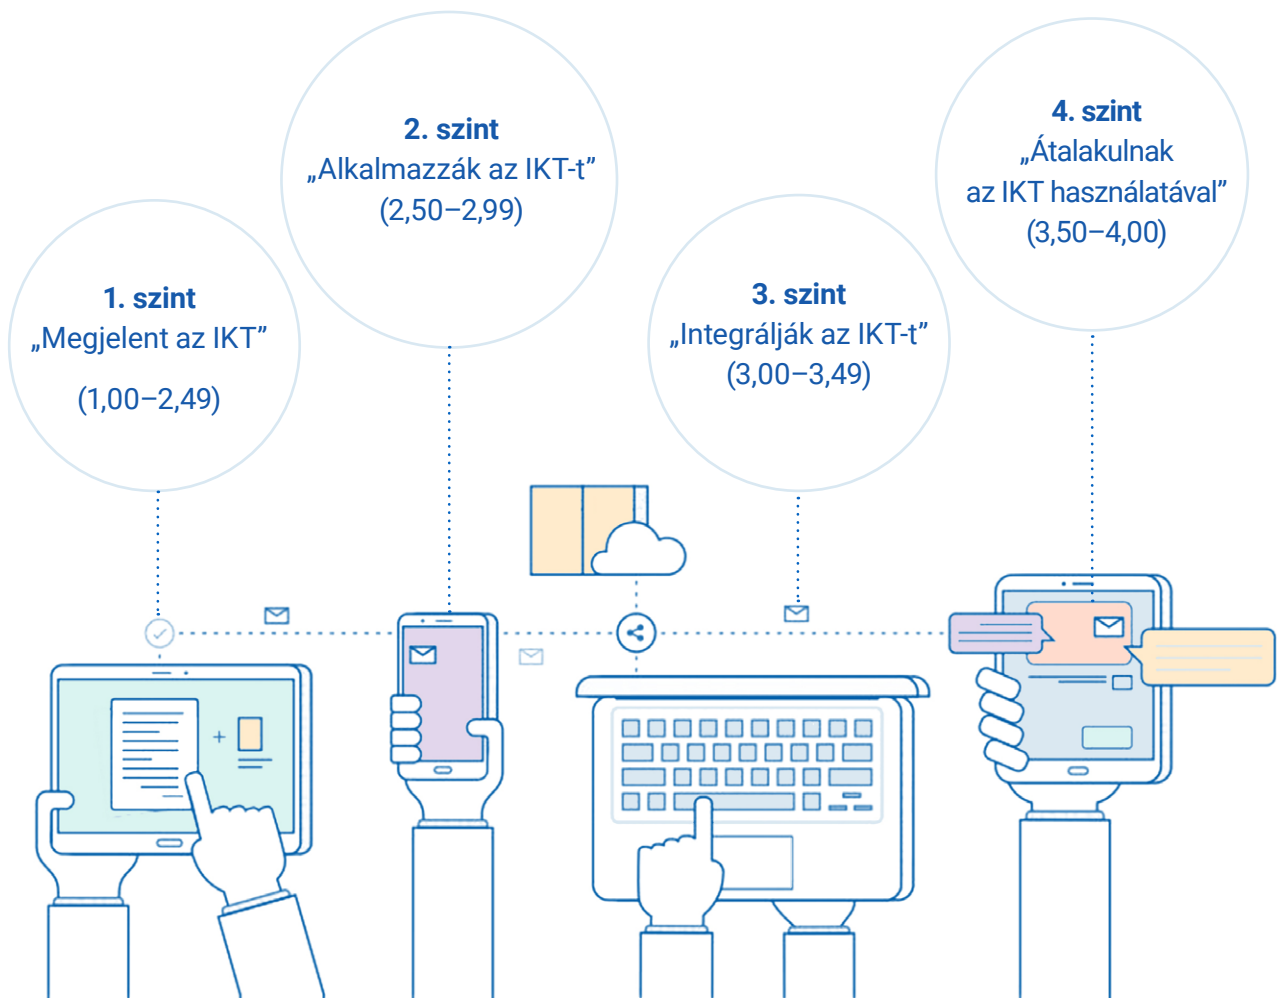 1. szint
„Megjelent az IKT”
(1,00–2,49)
2. szint
„Alkalmazzák az IKT-t”
(2,50–2,99)
3. szint
„Integrálják az IKT-t”
(3,00–3,49)
4. szint
„Átalakulnak
az IKT használatával”
(3,50–4,00)